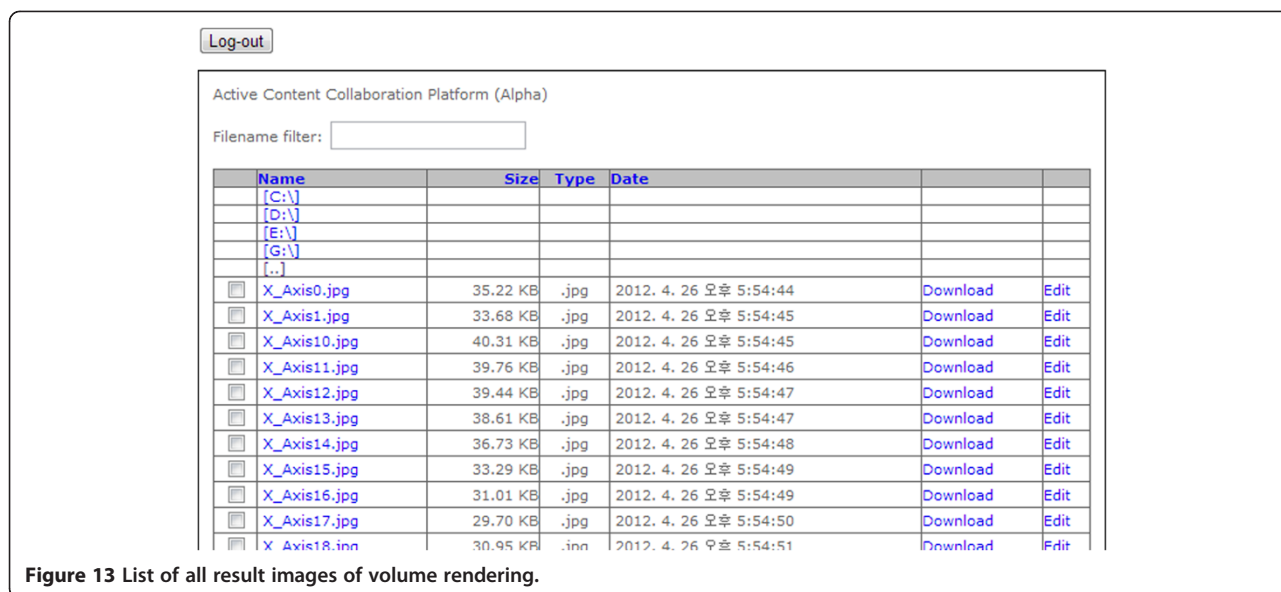 Log-out
Active Content Collaboration Platform (Alpha)
Filename filter:
Name Size Type Date
[C:\]
[D:\]
[E:\]
[G:\]
[..]
X_Axis0.jpg 35.22 KB .jpg 2012. 4. 26 오후 5:54:44 Download Edit
X_Axis1.jpg 33.68 KB .jpg 2012. 4. 26 오후 5:54:45 Download Edit
X_Axis10.jpg 40.31 KB .jpg 2012. 4. 26 오후 5:54:45 Download Edit
X_Axis11.jpg 39.76 KB .jpg 2012. 4. 26 오후 5:54:46 Download Edit
X_Axis12.jpg 39.44 KB .jpg 2012. 4. 26 오후 5:54:47 Download Edit
X_Axis13.jpg 38.61 KB .jpg 2012. 4. 26 오후 5:54:47 Download Edit
X_Axis14.jpg 36.73 KB .jpg 2012. 4. 26 오후 5:54:48 Download Edit
X_Axis15.jpg 33.29 KB .jpg 2012. 4. 26 오후 5:54:49 Download Edit
X_Axis16.jpg 31.01 KB .jpg 2012. 4. 26 오후 5:54:49 Download Edit
X_Axis17.jpg 29.70 KB .jpg 2012. 4. 26 오후 5:54:50 Download Edit
X_Axis18.jpg 30.95 KB .jpg 2012. 4. 26 오후 5:54:51 Download Edit
Figure 13 List of all result images of volume rendering.